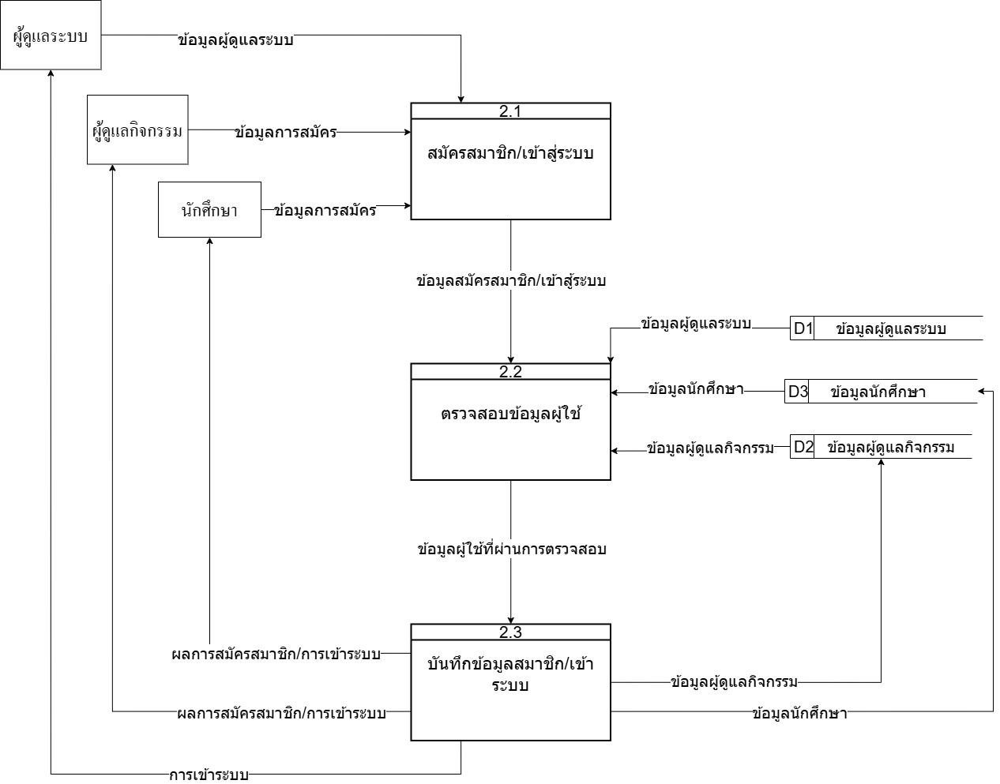 ผู้ดูแลระบบ
ข้อมูลผู้ดูแลระบบ
2.1
ผู้ดูแลกิจกรรม
ข้อมูลการสมัคร
สมัครสมาชิก/เข้าสู่ระบบ
นักศึกษา
ข้อมูลการสมัคร
ข้อมูลสมัครสมาชิก/เข้าสู้ระบบ
ข้อมูลผู้ดูแลระบบ
D1
ข้อมูลผู้ดูแลระบบ
2.2
ข้อมูลนักศึกษา
D3
ข้อมูลนักศึกษา
ตรวจสอบข้อมูลผู้ใช้
ข้อมูลผู้ดูแลกิจกรรม
D2
ข้อมูลผู้ดูแลกิจกรรม
ข้อมูลผู้ใช้ที่ผ่านการตรวจสอบ
2.3
ผลการสมัครสมาชิก/การเข้าระบบ
บันทึกข้อมูลสมาชิก/เข้า
ระบบ
ข้อมูลผู้ดูแลกิจกรรม
ผลการสมัครสมาชิก/การเข้าระบบ
ข้อมูลนักศึกษา
การเข้าระบบ